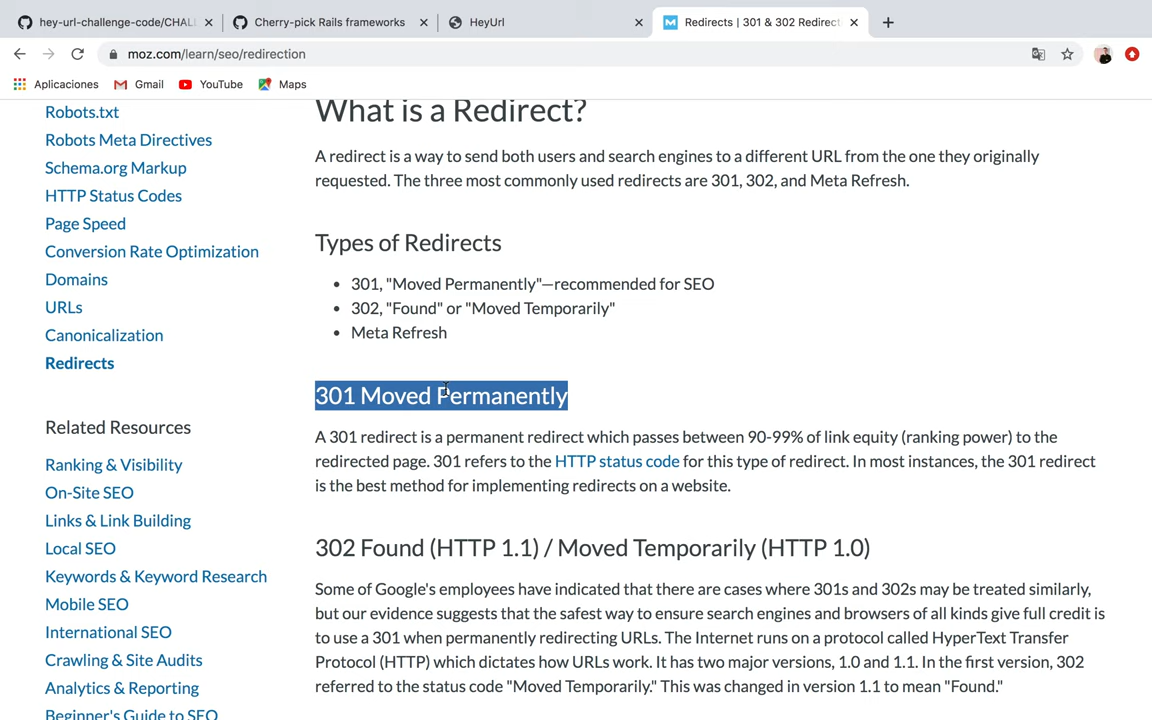 hey-url-challenge-code/CHAL
Cherry-pick Rails frameworks
HeyUrl
Redirects | 301 & 302 Redirect
moz.com/learn/seo/redirection
Aplicaciones
Gmail
YouTube
Maps
Robots.txt
Robots Meta Directives
Schema.org Markup
HTTP Status Codes
Page Speed
Conversion Rate Optimization
Domains
URLs
Canonicalization
Redirects
Related Resources
Ranking & Visibility
On-Site SEO
Links & Link Building
Local SEO
Keywords & Keyword Research
Mobile SEO
International SEO
Crawling & Site Audits
Analytics & Reporting
Beginner's Guide to SEO
What is a Redirect?
A redirect is a way to send both users and search engines to a different URL from the one they originally
requested. The three most commonly used redirects are 301, 302, and Meta Refresh.
Types of Redirects
• 301, "Moved Permanently"—recommended for SEO
• 302, "Found" or "Moved Temporarily"
• Meta Refresh
301 Moved Permanently
A 301 redirect is a permanent redirect which passes between 90-99% of link equity (ranking power) to the
redirected page. 301 refers to the HTTP status code for this type of redirect. In most instances, the 301 redirect
is the best method for implementing redirects on a website.
302 Found (HTTP 1.1) / Moved Temporarily (HTTP 1.0)
Some of Google's employees have indicated that there are cases where 301s and 302s may be treated similarly,
but our evidence suggests that the safest way to ensure search engines and browsers of all kinds give full credit is
to use a 301 when permanently redirecting URLs. The Internet runs on a protocol called HyperText Transfer
Protocol (HTTP) which dictates how URLs work. It has two major versions, 1.0 and 1.1. In the first version, 302
referred to the status code "Moved Temporarily." This was changed in version 1.1 to mean "Found."